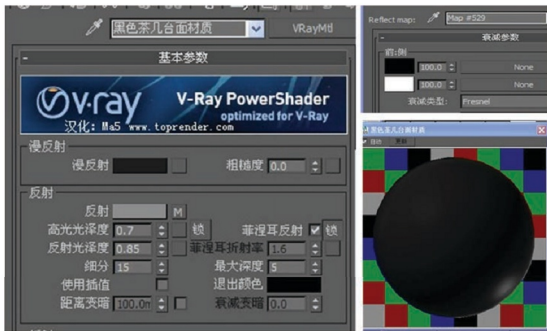 黑色茶几台面材质
VRayMtl
基本参数
v·ray
V-Ray PowerShader
optimized for V-Ray
汉化: Ma5 www.toprender.com
漫反射
漫反射
粗糙度 0.0
反射
反射
M
高光光泽度 0.7
锁
菲涅耳反射
锁
反射光泽度 0.85
菲涅耳折射率 1.6
细分 15
最大深度 5
使用插值
退出颜色
距离变暗 100.0m
衰减变暗 0.0
Reflect map:
Map #529
衰减参数
前:侧
100.0
None
100.0
None
衰减类型:
Fresnel
黑色茶几台面材质